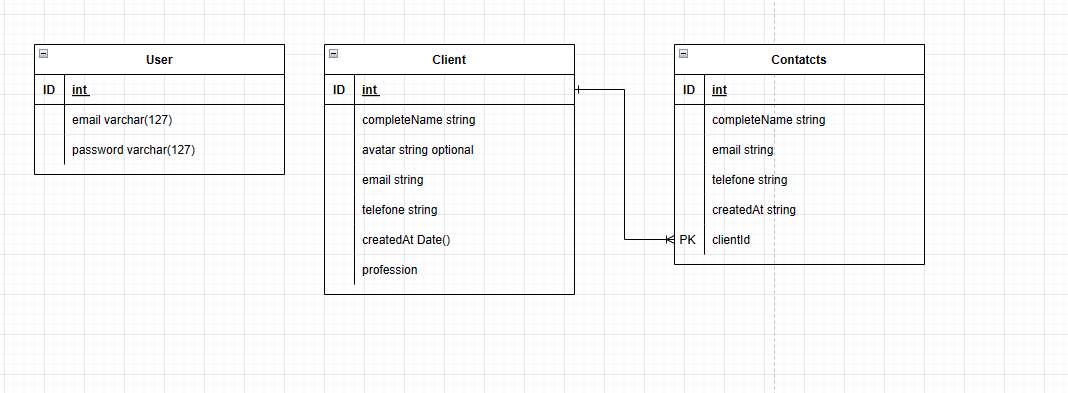 User
ID int
email varchar(127)
password varchar(127)
Client
ID int
completeName string
avatar string optional
email string
telefone string
createdAt Date()
profession
Contatcts
ID int
completeName string
email string
telefone string
createdAt string
PK clientId